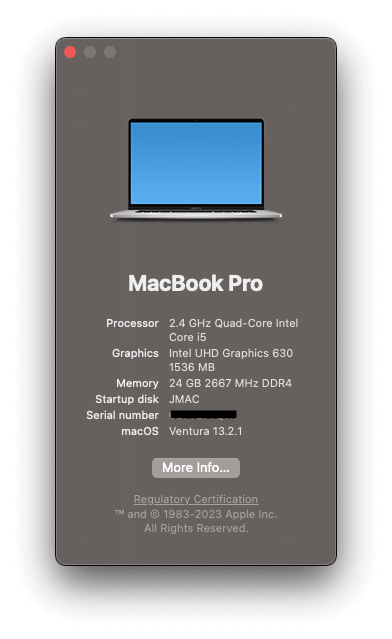 MacBook Pro
Processor 2.4 GHz Quad-Core Intel
Core i5
Graphics Intel UHD Graphics 630
1536 MB
Memory 24 GB 2667 MHz DDR4
Startup disk JMAC
Serial number
macOS Ventura 13.2.1
More Info...
Regulatory Certification
™ and © 1983-2023 Apple Inc.
All Rights Reserved.